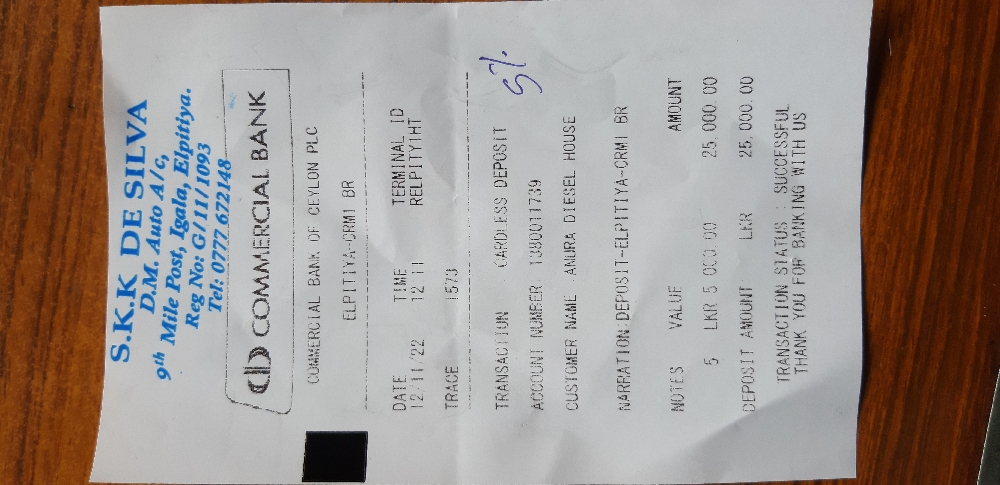 S.K.K DE SILVA
D.M. Auto A/c,
9th Mile Post, Igala, Elpitiya.
Reg No: G/11/1093
Tel: 0777 672148
COMMERCIAL BANK
COMMERCIAL BANK OF CEYLON PLC
ELPITIYA-CRM1 BR
DATE TIME TERMINAL ID
12/11/22 12 11 RELPITYIHT
TRACE 1573
5%
TRANSACTION : CARDLESS DEPOSIT
ACCOUNT NUMBER 1380011739
CUSTOMER NAME : ANURA DIESEL HOUSE
NARRATION:DEPOSIT-ELPITIYA-CRM1 BR
NOTES VALUE AMOUNT
5 LKR 5 000.00 25,000.00
DEPOSIT AMOUNT LKR 25,000.00
TRANSACTION STATUS : SUCCESSFUL
THANK YOU FOR BANKING WITH US